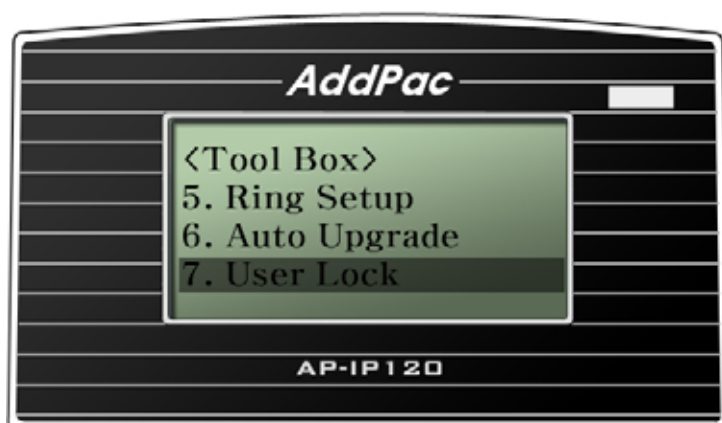 AddPac
<Tool Box>
5. Ring Setup
6. Auto Upgrade
7. User Lock
AP-IP120